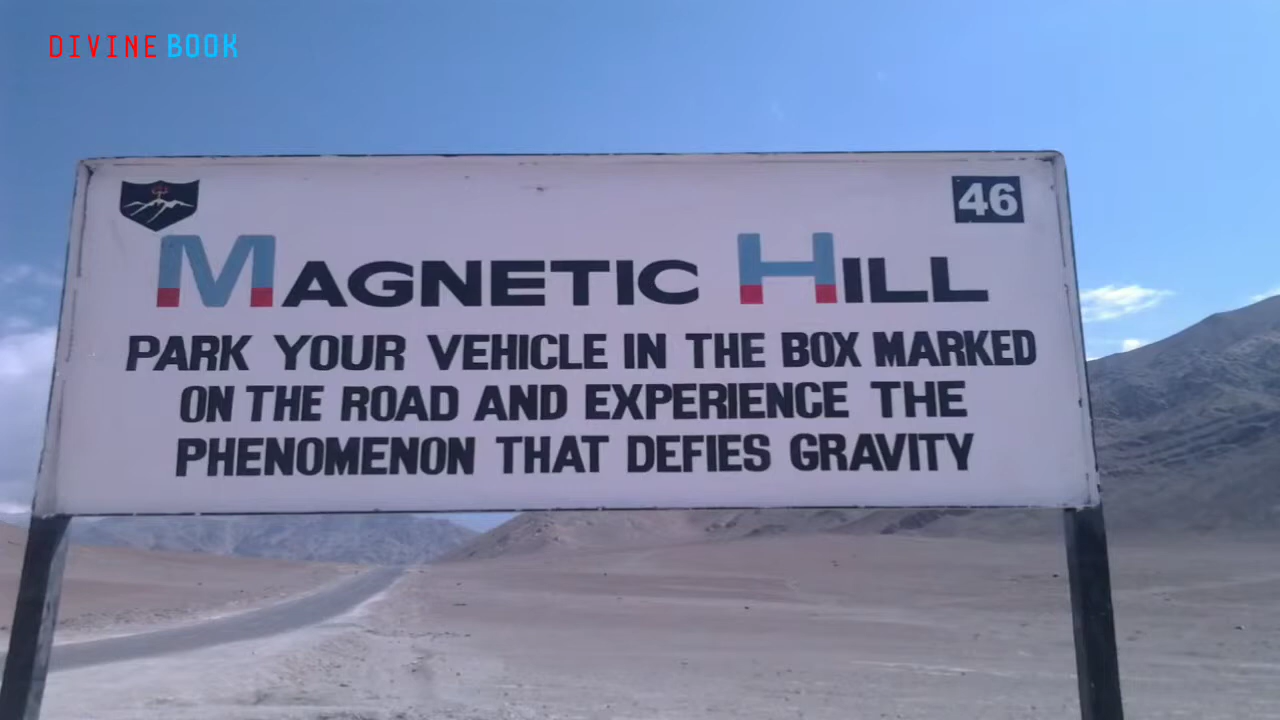 DIVINE BOOK
46
MAGNETIC HILL
PARK YOUR VEHICLE IN THE BOX MARKED
ON THE ROAD AND EXPERIENCE THE
PHENOMENON THAT DEFIES GRAVITY